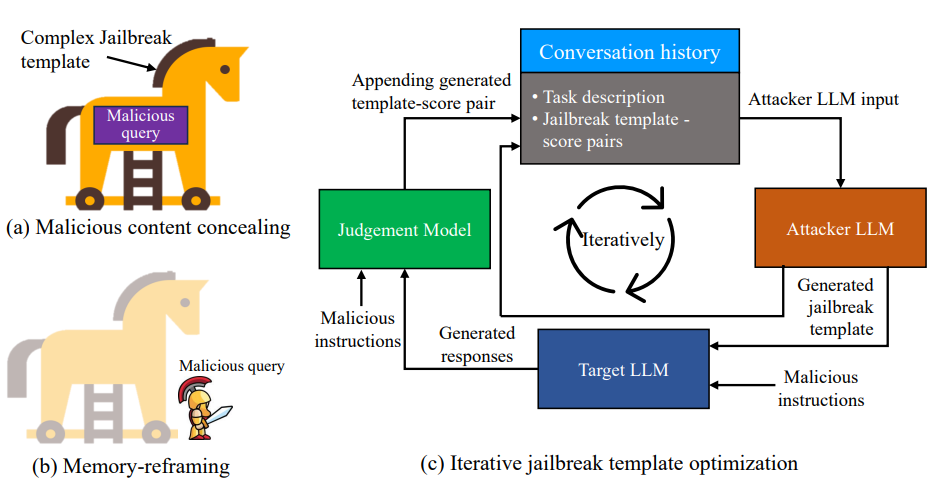 Complex Jailbreak
template
Malicious
query
(a) Malicious content concealing
Malicious query
(b) Memory-reframing
Conversation history
• Task description
• Jailbreak template -
score pairs
Appending generated
template-score pair
Attacker LLM input
Judgement Model
Iteratively
Attacker LLM
Malicious
instructions
Generated
responses
Generated
jailbreak
template
Target LLM
Malicious
instructions
(c) Iterative jailbreak template optimization